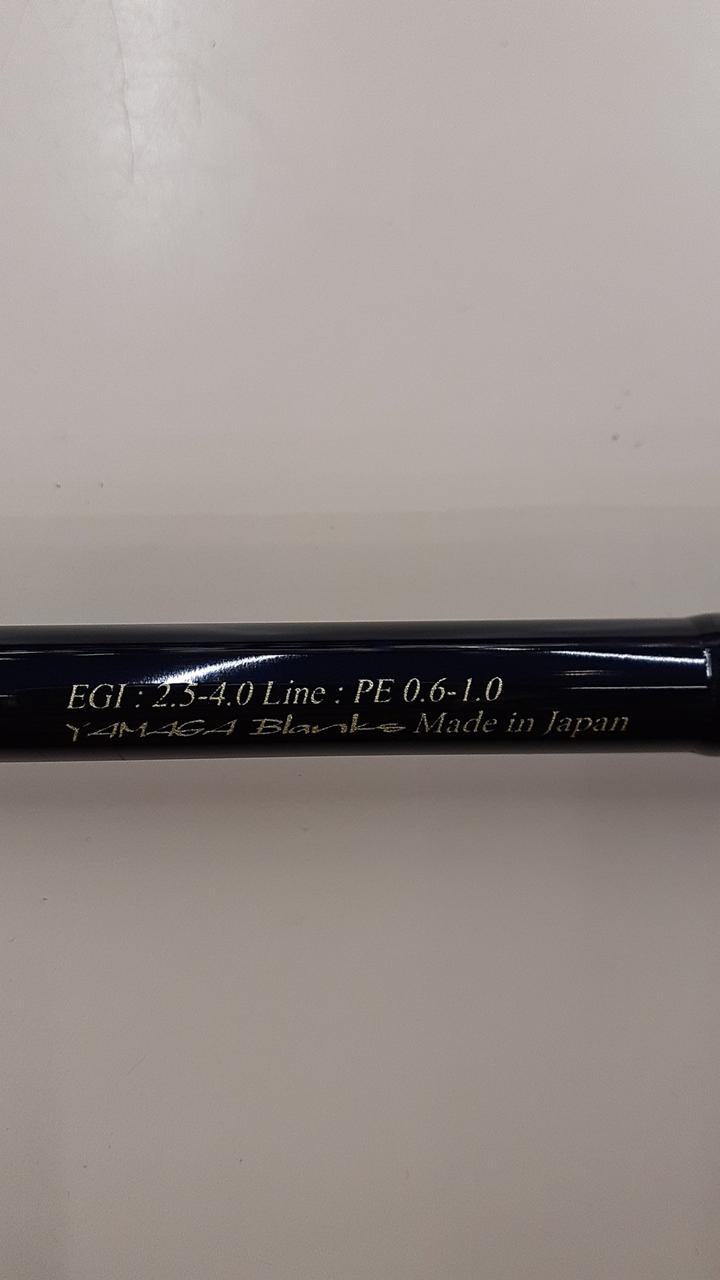 EGI : 2.5-4.0 Line : PE 0.6-1.0
YAMAGA Blanks Made in Japan